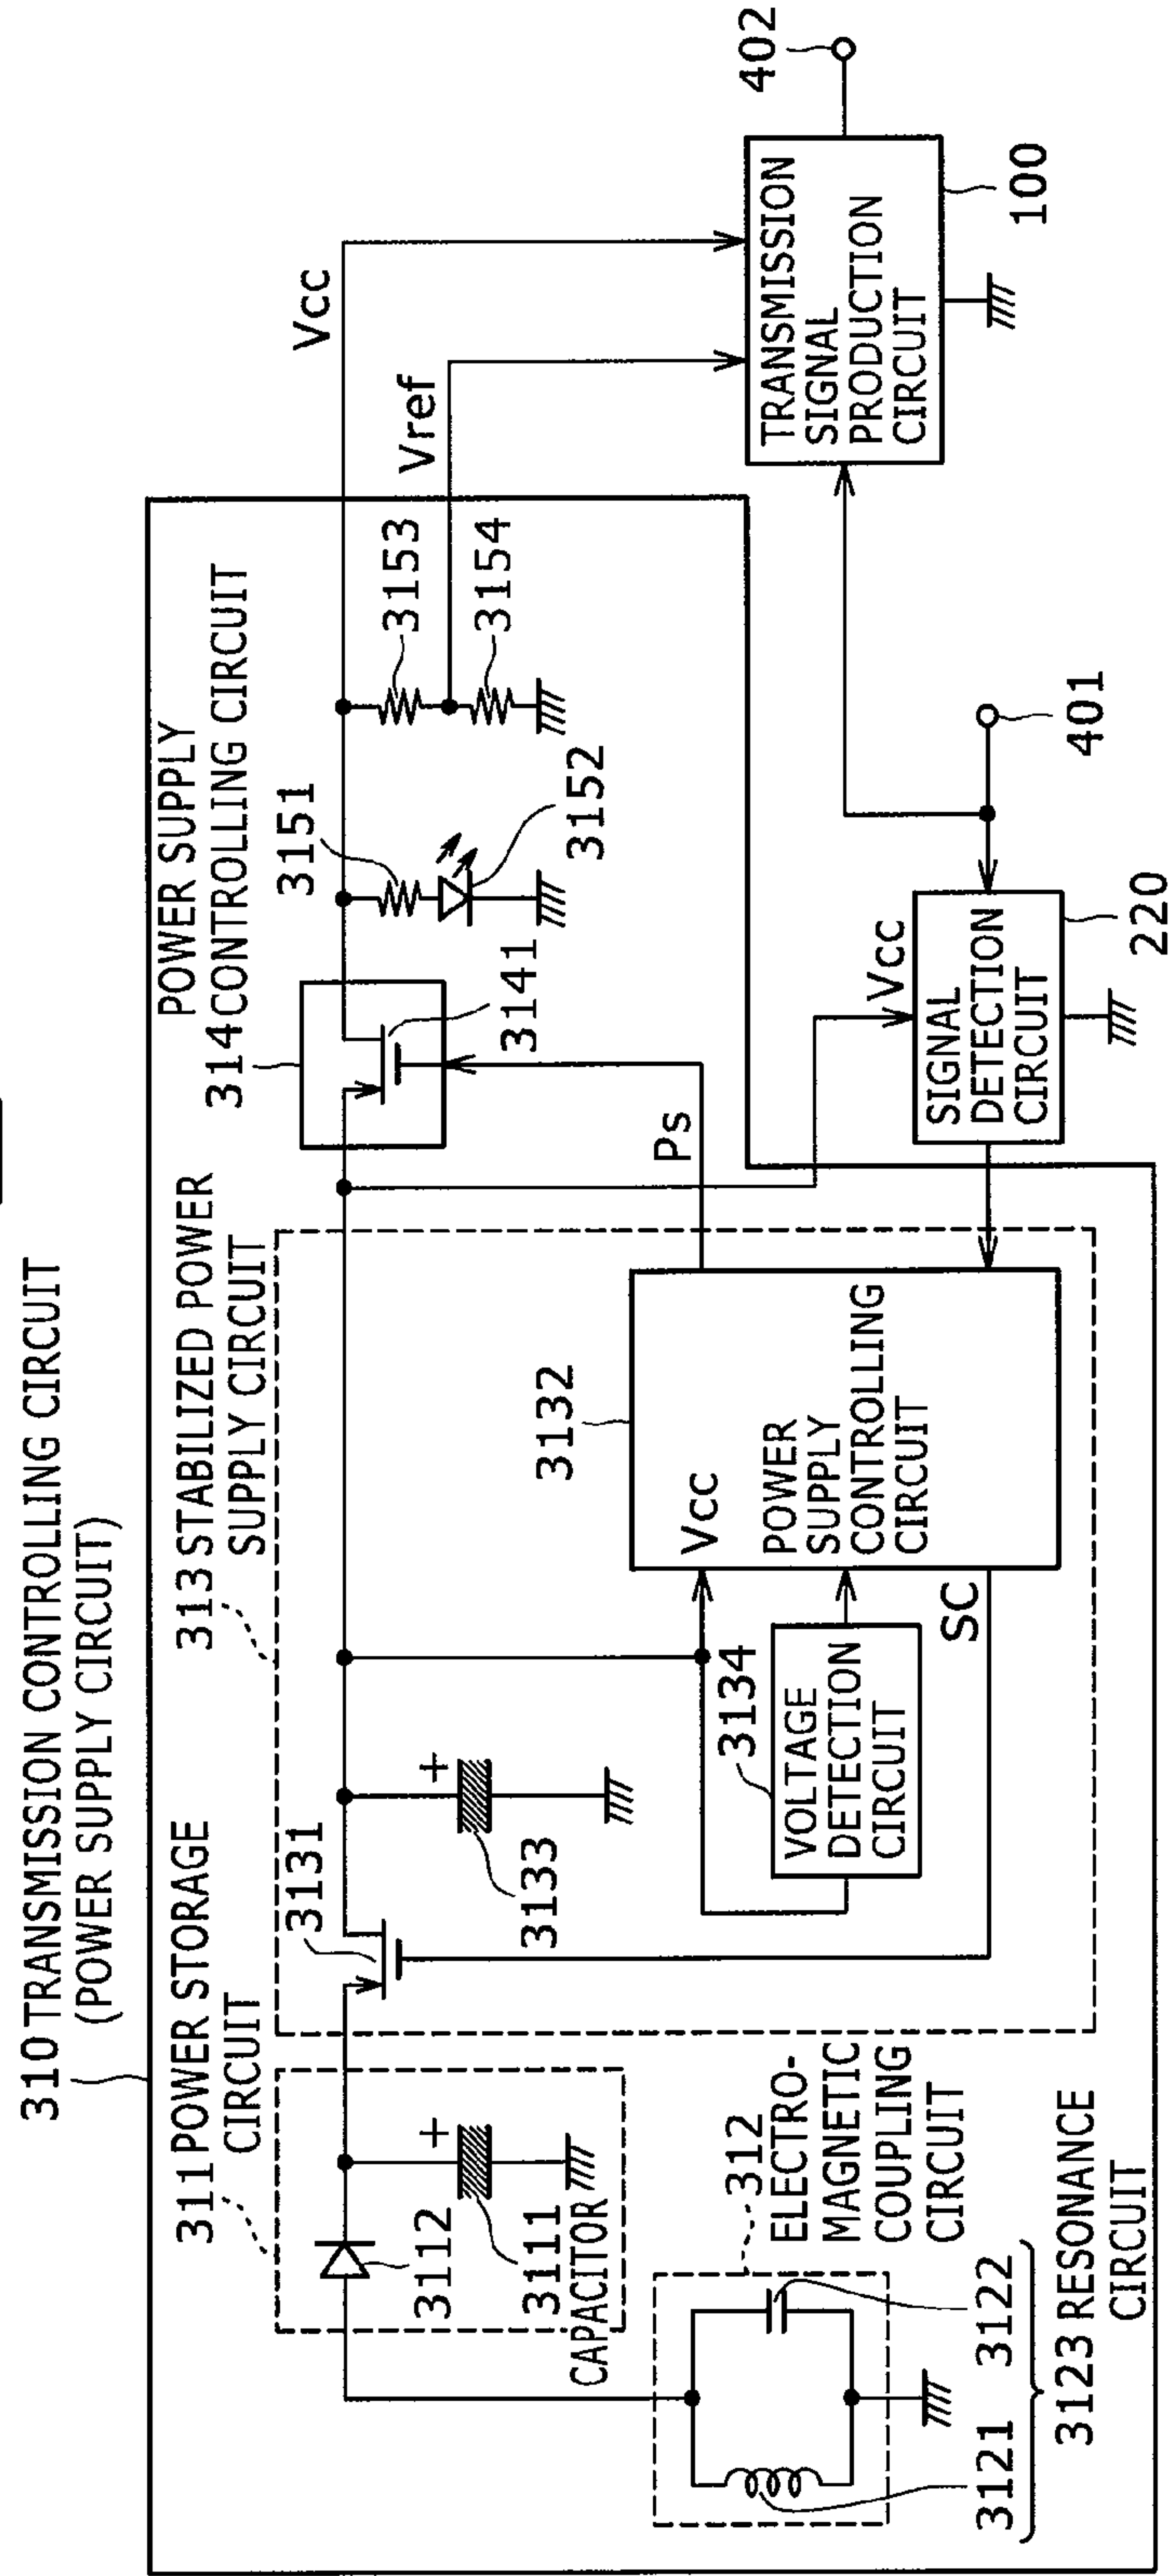 310 TRANSMISSION CONTROLLING CIRCUIT
(POWER SUPPLY CIRCUIT)
311 POWER STORAGE
CIRCUIT
313 STABILIZED POWER
SUPPLY CIRCUIT
POWER SUPPLY
314 CONTROLLING CIRCUIT
3112
3111
CAPACITOR
3131
3133
+
+
3141
3151
3152
3153
3154
Vcc
Vref
312
ELECTRO-
MAGNETIC
COUPLING
CIRCUIT
3121
3122
3123 RESONANCE
CIRCUIT
3134
VOLTAGE
DETECTION
CIRCUIT
3132
Vcc
POWER
SUPPLY
CONTROLLING
CIRCUIT
SC
Ps
Vcc
SIGNAL
DETECTION
CIRCUIT
220
401
TRANSMISSION
SIGNAL
PRODUCTION
CIRCUIT
100
402